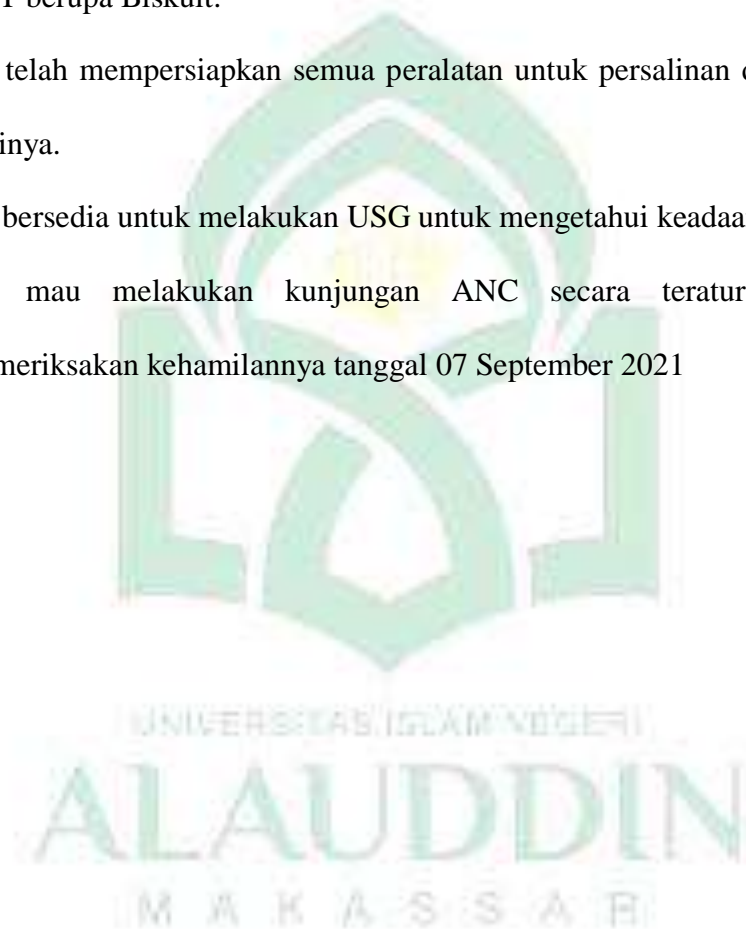 berupa Biskuit.
telah mempersiapkan semua peralatan untuk persalinan
inya.
bersedia untuk melakukan USG untuk mengetahui keadaa
mau melakukan kunjungan ANC secara teratur
meriksakan kehamilannya tanggal 07 September 2021
UNIVERSITAS ISLAM NEGERI
ALAUDDIN
MAKASSAR